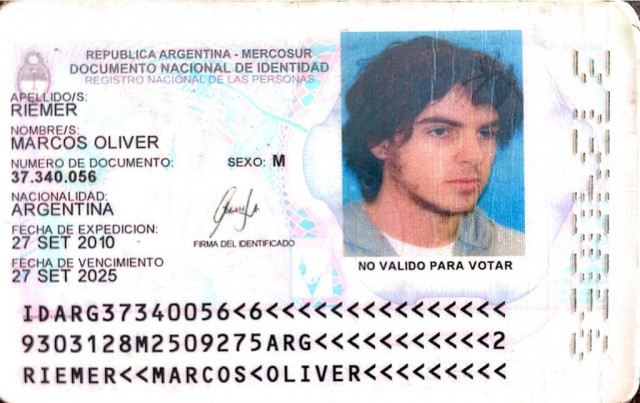 REPUBLICA ARGENTINA - MERCOSUR
DOCUMENTO NACIONAL DE IDENTIDAD
REGISTRO NACIONAL DE LAS PERSONAS
APELLIDO/S:
RIEMER
NOMBRE/S:
MARCOS OLIVER
NUMERO DE DOCUMENTO: SEXO: M
37.340.056
NACIONALIDAD:
ARGENTINA
FECHA DE EXPEDICION:
27 SET 2010
FIRMA DEL IDENTIFICADO
FECHA DE VENCIMIENTO
27 SET 2025
NO VALIDO PARA VOTAR
IDARG37340056<6<<<<<<<<<<<<<<<
9303128M2509275ARG<<<<<<<<<<<2
RIEMER<<MARCOS<OLIVER<<<<<<<<<